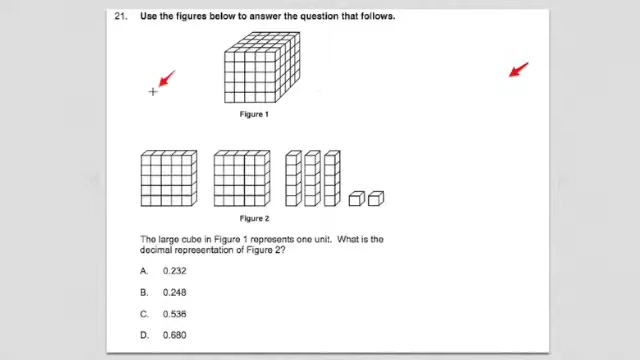 21. Use the figures below to answer the question that follows.
Figure 1
Figure 2
The large cube in Figure 1 represents one unit. What is the
decimal representation of Figure 2?
A. 0.232
B. 0.248
C. 0.536
D. 0.680